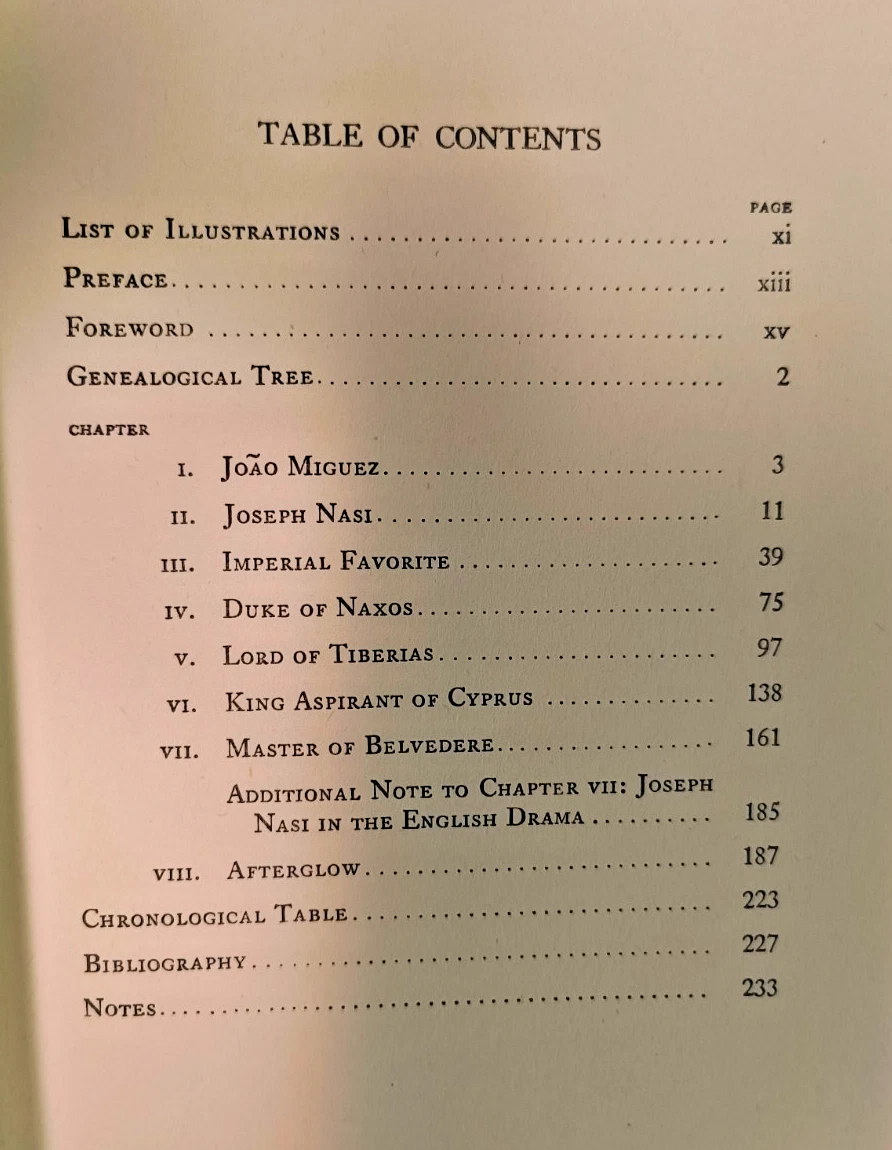 TABLE OF CONTENTS
PAGE
LIST OF ILLUSTRATIONS ............................. xi
PREFACE....................................... xiii
FOREWORD ..................................... xv
GENEALOGICAL TREE.............................. 2
CHAPTER
I. JOÃO MIGUEZ........................... 3
II. JOSEPH NASI........................... 11
III. IMPERIAL FAVORITE .................... 39
IV. DUKE OF NAXOS........................ 75
V. LORD OF TIBERIAS...................... 97
VI. KING ASPIRANT OF CYPRUS ............. 138
VII. MASTER OF BELVEDERE................. 161
ADDITIONAL NOTE TO CHAPTER VII: JOSEPH
NASI IN THE ENGLISH DRAMA .......... 185
VIII. AFTERGLOW........................... 187
CHRONOLOGICAL TABLE............................ 223
BIBLIOGRAPHY................................... 227
NOTES.......................................... 233